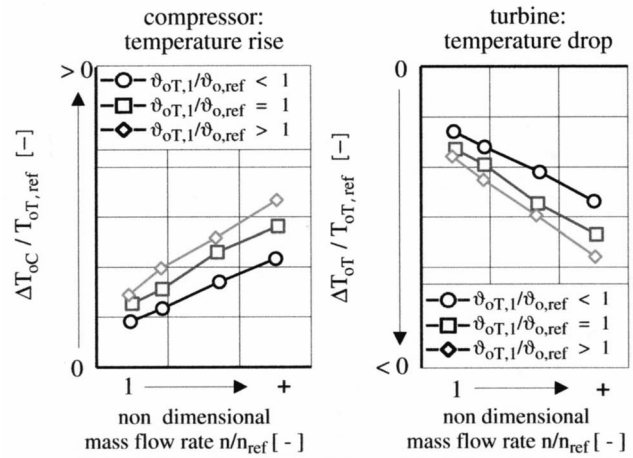 compressor:
temperature rise
> 0
ϑoT,1/ϑo,ref < 1
ϑoT,1/ϑo,ref = 1
ϑoT,1/ϑo,ref > 1
ΔToC / ToT, ref [–]
0
1 +
non dimensional
mass flow rate n/nref [ - ]
turbine:
temperature drop
0
ΔToT / ToT, ref [–]
ϑoT,1/ϑo,ref < 1
ϑoT,1/ϑo,ref = 1
ϑoT,1/ϑo,ref > 1
< 0
1 +
non dimensional
mass flow rate n/nref [ - ]